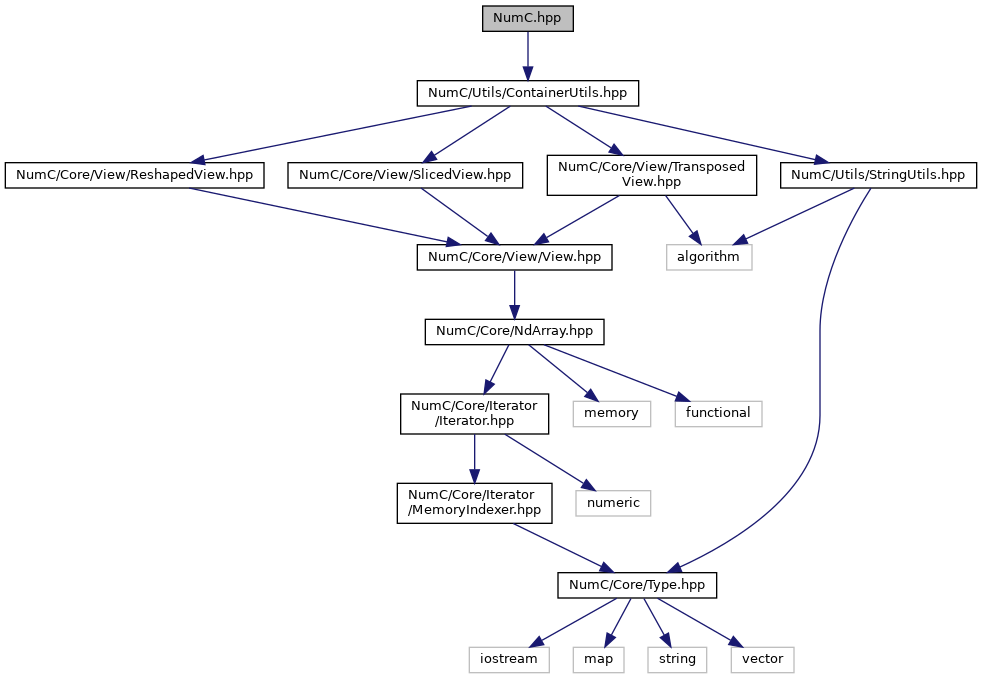 NumC.hpp
NumC/Utils/ContainerUtils.hpp
NumC/Core/View/ReshapedView.hpp
NumC/Core/View/SlicedView.hpp
NumC/Core/View/Transposed
View.hpp
NumC/Utils/StringUtils.hpp
NumC/Core/View/View.hpp
algorithm
NumC/Core/NdArray.hpp
NumC/Core/Iterator
/Iterator.hpp
memory
functional
NumC/Core/Iterator
/MemoryIndexer.hpp
numeric
NumC/Core/Type.hpp
iostream
map
string
vector